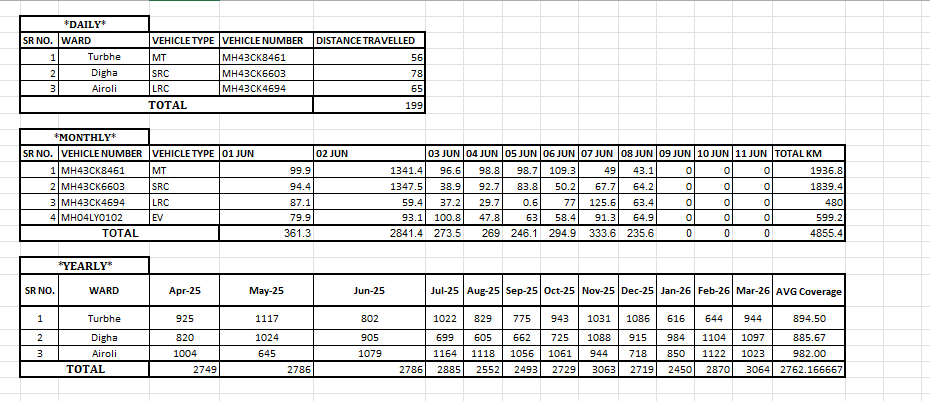 *DAILY*
SR NO. WARD VEHICLE TYPE VEHICLE NUMBER DISTANCE TRAVELLED
1 Turbhe MT MH43CK8461 56
2 Digha SRC MH43CK6603 78
3 Airoli LRC MH43CK4694 65
TOTAL 199
*MONTHLY*
SR NO. VEHICLE NUMBER VEHICLE TYPE 01 JUN 02 JUN 03 JUN 04 JUN 05 JUN 06 JUN 07 JUN 08 JUN 09 JUN 10 JUN 11 JUN TOTAL KM
1 MH43CK8461 MT 99.9 1341.4 96.6 98.8 98.7 109.3 49 43.1 0 0 0 1936.8
2 MH43CK6603 SRC 94.4 1347.5 38.9 92.7 83.8 50.2 67.7 64.2 0 0 0 1839.4
3 MH43CK4694 LRC 87.1 59.4 37.2 29.7 0.6 77 125.6 63.4 0 0 0 480
4 MH04LY0102 EV 79.9 93.1 100.8 47.8 63 58.4 91.3 64.9 0 0 0 599.2
TOTAL 361.3 2841.4 273.5 269 246.1 294.9 333.6 235.6 0 0 0 4855.4
*YEARLY*
SR NO. WARD Apr-25 May-25 Jun-25 Jul-25 Aug-25 Sep-25 Oct-25 Nov-25 Dec-25 Jan-26 Feb-26 Mar-26 AVG Coverage
1 Turbhe 925 1117 802 1022 829 775 943 1031 1086 616 644 944 894.50
2 Digha 820 1024 905 699 605 662 725 1088 915 984 1104 1097 885.67
3 Airoli 1004 645 1079 1164 1118 1056 1061 944 718 850 1122 1023 982.00
TOTAL 2749 2786 2786 2885 2552 2493 2729 3063 2719 2450 2870 3064 2762.166667